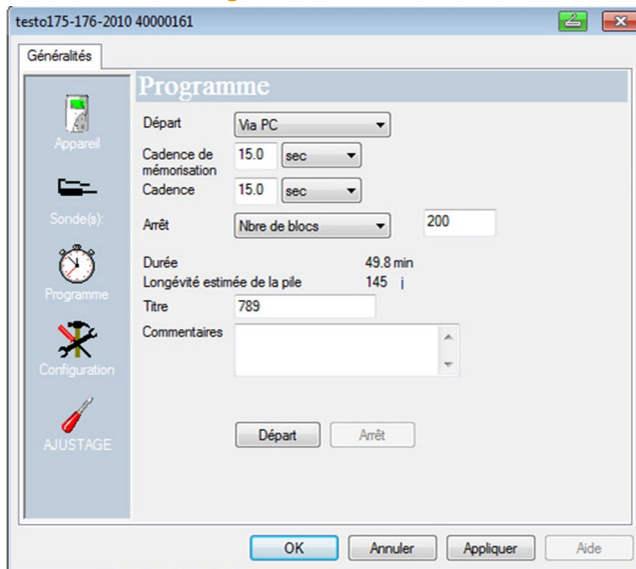 testo175-176-2010 40000161
Généralités
Appareil
Sonde(s):
Programme
Configuration
AJUSTAGE
Programme
Départ Via PC
Cadence de mémorisation 15.0 sec
Cadence 15.0 sec
Arrêt Nbre de blocs 200
Durée 49.8 min
Longévité estimée de la pile 145 j
Titre 789
Commentaires
Départ Arrêt
OK Annuler Appliquer Aide